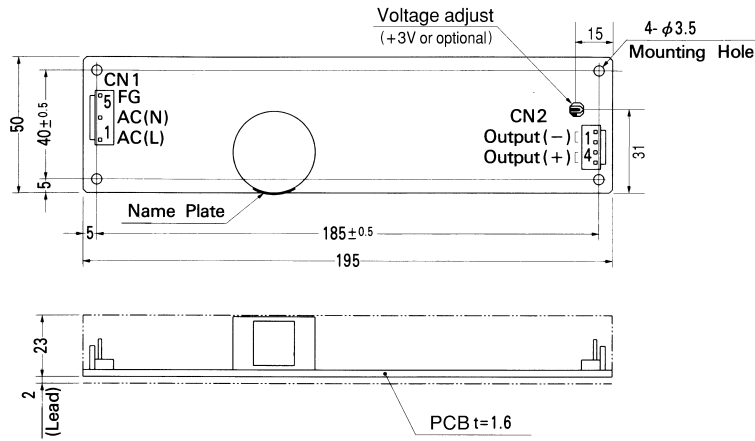 Voltage adjust
(+3V or optional)
15
4-φ3.5
Mounting Hole
CN1
5 FG
AC(N)
1 AC(L)
50
40±0.5
5
CN2
Output(−) 1
Output(+) 4
31
Name Plate
5
185±0.5
195
23
2
(Lead)
PCB t=1.6